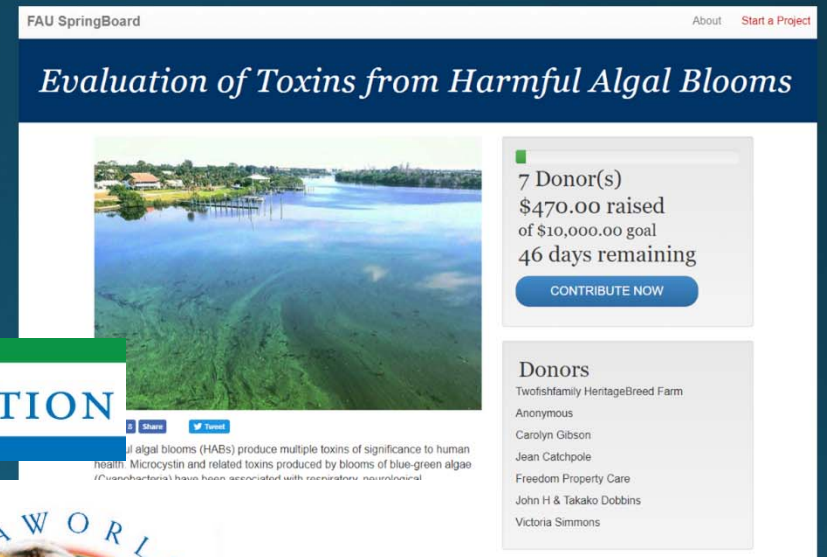 FAU SpringBoard
About Start a Project
Evaluation of Toxins from Harmful Algal Blooms
7 Donor(s)
$470.00 raised
of $10,000.00 goal
46 days remaining
CONTRIBUTE NOW
Donors
Twofishfamily HeritageBreed Farm
Anonymous
Carolyn Gibson
Jean Catchpole
Freedom Property Care
John H & Takako Dobbins
Victoria Simmons
TION
Share Tweet
ul algal blooms (HABs) produce multiple toxins of significance to human
health. Microcystin and related toxins produced by blooms of blue-green algae
(Cyanobacteria) have been associated with respiratory, neurological
AWORL